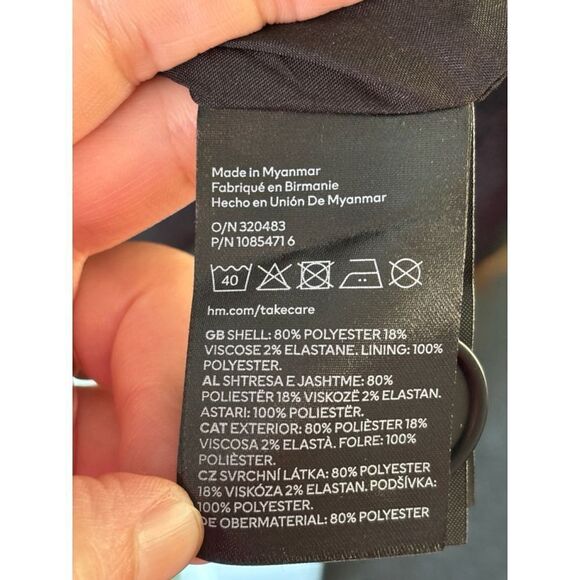 Made in Myanmar
Fabriqué en Birmanie
Hecho en Unión De Myanmar
O/N 320483
P/N 1085471 6
40
hm.com/takecare
GB SHELL: 80% POLYESTER 18%
VISCOSE 2% ELASTANE. LINING: 100%
POLYESTER.
AL SHTRESA E JASHTME: 80%
POLIESTËR 18% VISKOZË 2% ELASTAN.
ASTARI: 100% POLIESTËR.
CAT EXTERIOR: 80% POLIÈSTER 18%
VISCOSA 2% ELASTÀ. FOLRE: 100%
POLIÈSTER.
CZ SVRCHNÍ LÁTKA: 80% POLYESTER
18% VISKÓZA 2% ELASTAN. PODŠÍVKA:
100% POLYESTER.
DE OBERMATERIAL: 80% POLYESTER